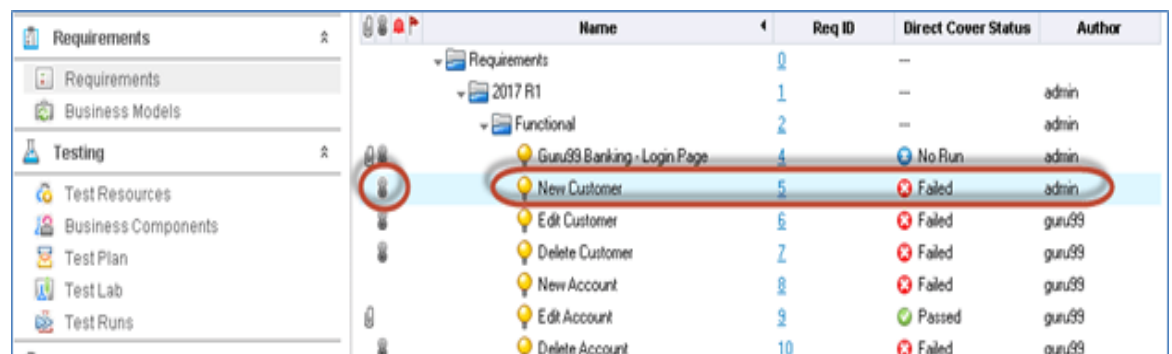 Requirements
Requirements
Business Models
Testing
Test Resources
Business Components
Test Plan
Test Lab
Test Runs
Name Req ID Direct Cover Status Author
Requirements 0 ---
2017 R1 1 --- admin
Functional 2 --- admin
Guru99 Banking - Login Page 4 No Run admin
New Customer 5 Failed admin
Edit Customer 6 Failed guru99
Delete Customer 7 Failed guru99
New Account 8 Failed guru99
Edit Account 9 Passed guru99
Delete Account 10 Failed guru99